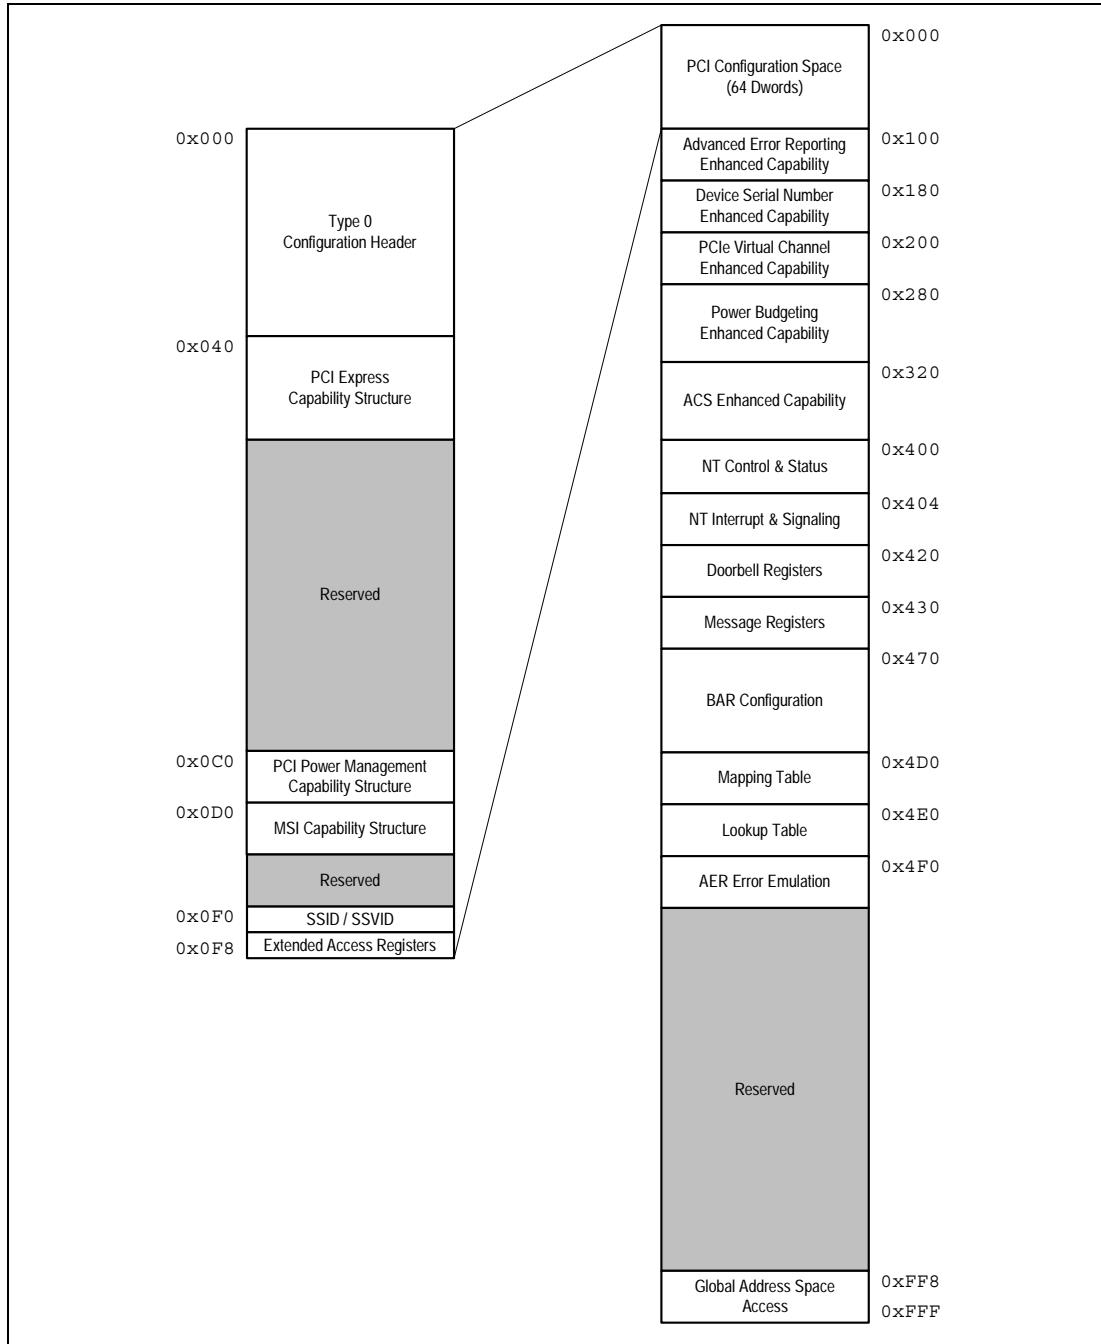 0x000
Type 0
Configuration Header
0x040
PCI Express
Capability Structure
Reserved
0x0C0
PCI Power Management
Capability Structure
0x0D0
MSI Capability Structure
Reserved
0x0F0
SSID / SSVID
0x0F8
Extended Access Registers
0x000
PCI Configuration Space
(64 Dwords)
0x100
Advanced Error Reporting
Enhanced Capability
0x180
Device Serial Number
Enhanced Capability
0x200
PCIe Virtual Channel
Enhanced Capability
0x280
Power Budgeting
Enhanced Capability
0x320
ACS Enhanced Capability
0x400
NT Control & Status
0x404
NT Interrupt & Signaling
0x420
Doorbell Registers
0x430
Message Registers
0x470
BAR Configuration
0x4D0
Mapping Table
0x4E0
Lookup Table
0x4F0
AER Error Emulation
Reserved
0xFF8
Global Address Space
Access
0xFFF